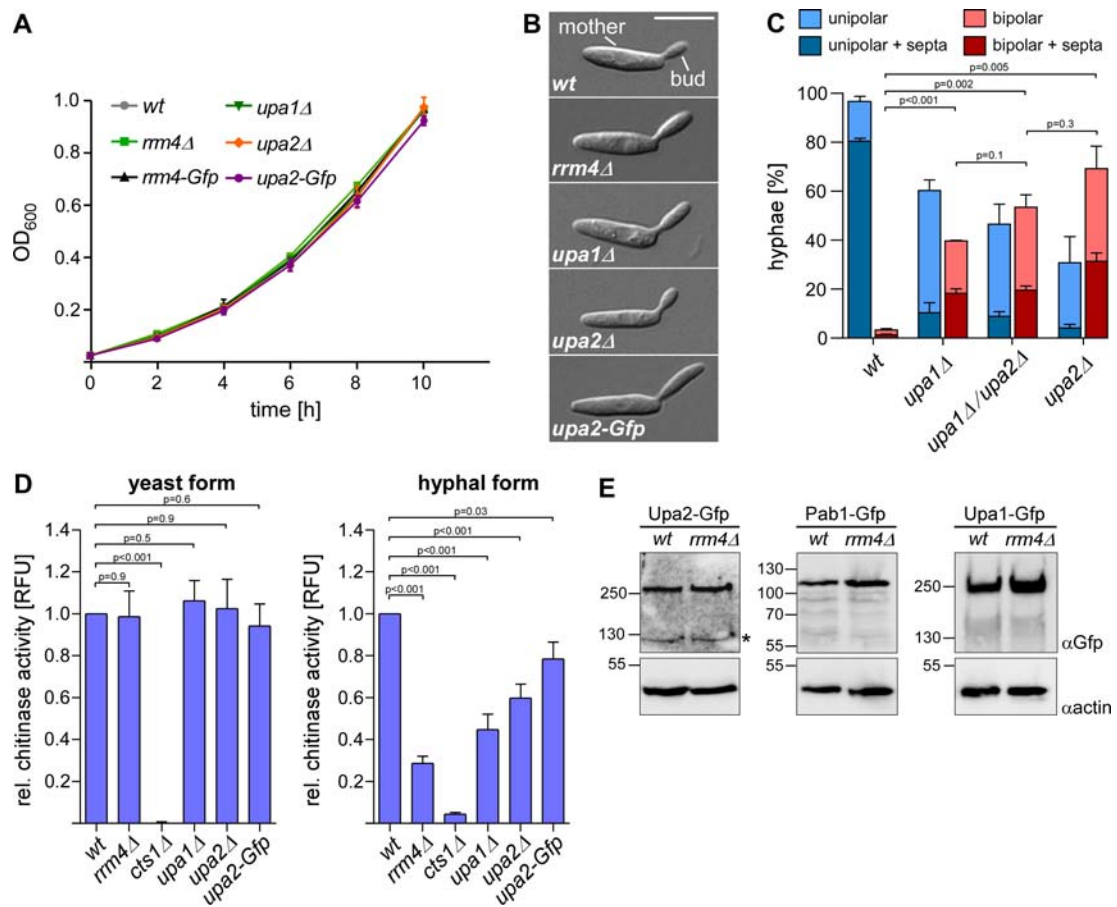 A
wt
upa1Δ
rrm4Δ
upa2Δ
rrm4-Gfp
upa2-Gfp
OD600
1.0
0.8
0.6
0.4
0.2
0 2 4 6 8 10
time [h]
B
mother
bud
wt
rrm4Δ
upa1Δ
upa2Δ
upa2-Gfp
C
unipolar
bipolar
unipolar + septa
bipolar + septa
p=0.005
p=0.002
p<0.001
p=0.3
p=0.1
hyphae [%]
100
80
60
40
20
0
wt
upa1Δ
upa1Δ/upa2Δ
upa2Δ
D
yeast form
p=0.6
p=0.9
p=0.5
p<0.001
p=0.9
rel. chitinase activity [RFU]
1.4
1.2
1.0
0.8
0.6
0.4
0.2
wt
rrm4Δ
cts1Δ
upa1Δ
upa2Δ
upa2-Gfp
hyphal form
p=0.03
p<0.001
p<0.001
p<0.001
p<0.001
rel. chitinase activity [RFU]
1.4
1.2
1.0
0.8
0.6
0.4
0.2
wt
rrm4Δ
cts1Δ
upa1Δ
upa2Δ
upa2-Gfp
E
Upa2-Gfp
wt rrm4Δ
250
130
*
55
Pab1-Gfp
wt rrm4Δ
130
100
70
55
55
Upa1-Gfp
wt rrm4Δ
250
130
αGfp
55
αactin